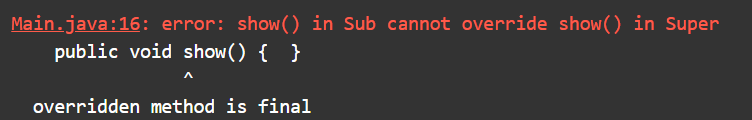 Main.java:16: error: show() in Sub cannot override show() in Super
public void show() {  }
^
overridden method is final